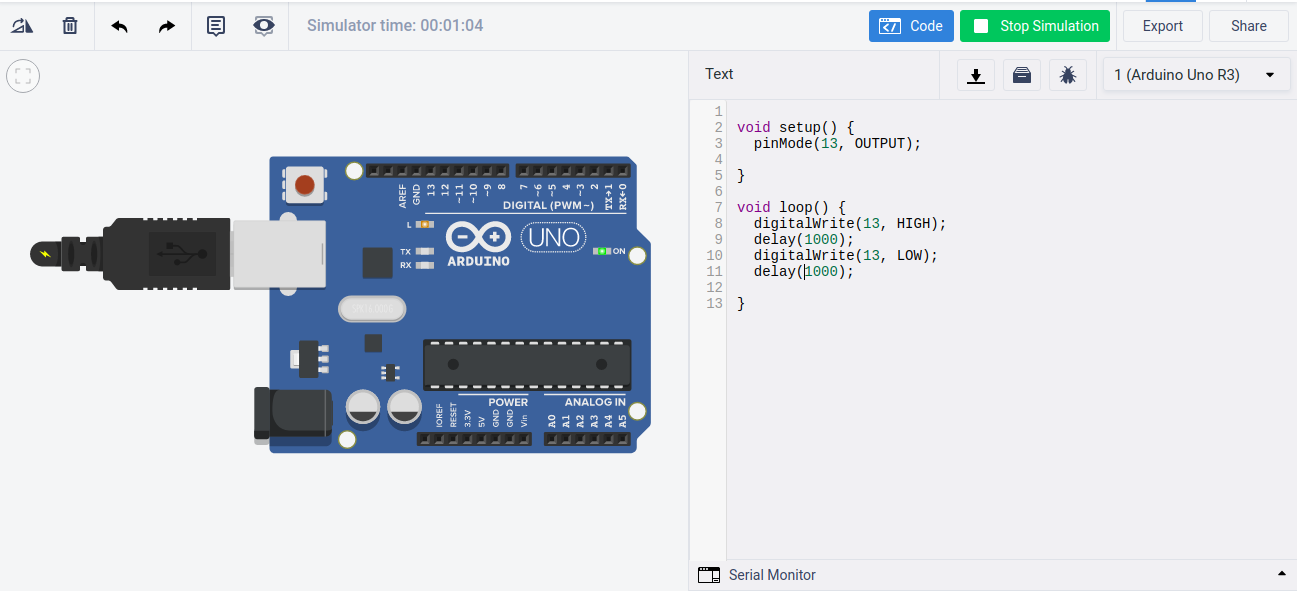 Simulator time: 00:01:04
Code
Stop Simulation
Export
Share
Text
1 (Arduino Uno R3)
1
2 void setup() {
3 pinMode(13, OUTPUT);
4
5 }
6
7 void loop() {
8 digitalWrite(13, HIGH);
9 delay(1000);
10 digitalWrite(13, LOW);
11 delay(1000);
12
13 }
AREF
GND
13
12
~11
~10
~9
8
7
~6
~5
4
~3
2
TX→1
RX←0
DIGITAL (PWM~)
L
TX
RX
ARDUINO
UNO
ON
POWER
ANALOG IN
IOREF
RESET
3.3V
5V
GND
GND
Vin
A0
A1
A2
A3
A4
A5
Serial Monitor